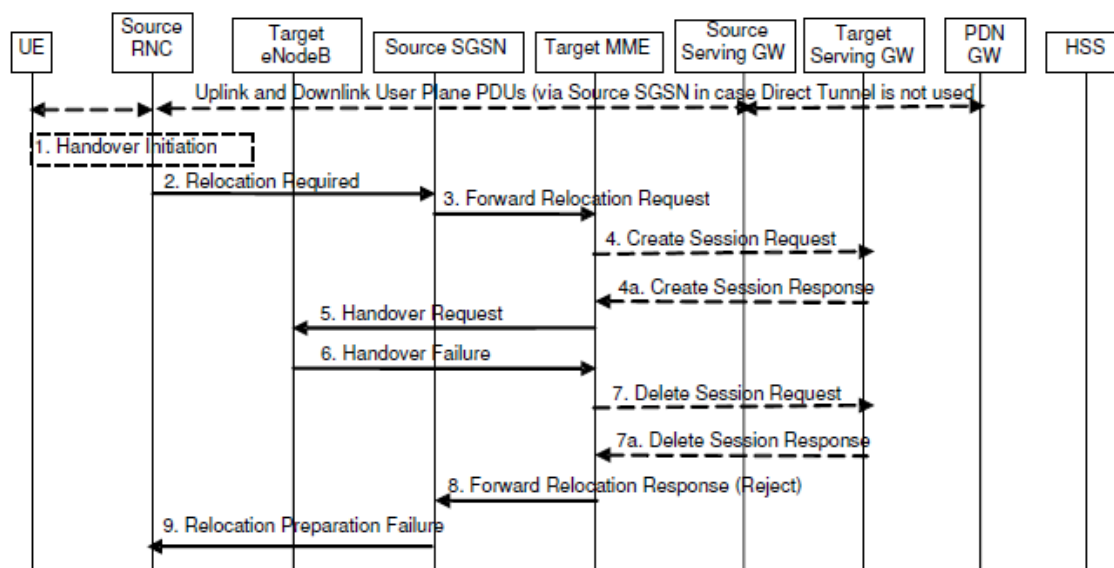 UE
Source
RNC
Target
eNodeB
Source SGSN
Target MME
Source
Serving GW
Target
Serving GW
PDN
GW
HSS
Uplink and Downlink User Plane PDUs (via Source SGSN in case Direct Tunnel is not used
1. Handover Initiation
2. Relocation Required
3. Forward Relocation Request
4. Create Session Request
4a. Create Session Response
5. Handover Request
6. Handover Failure
7. Delete Session Request
7a. Delete Session Response
8. Forward Relocation Response (Reject)
9. Relocation Preparation Failure